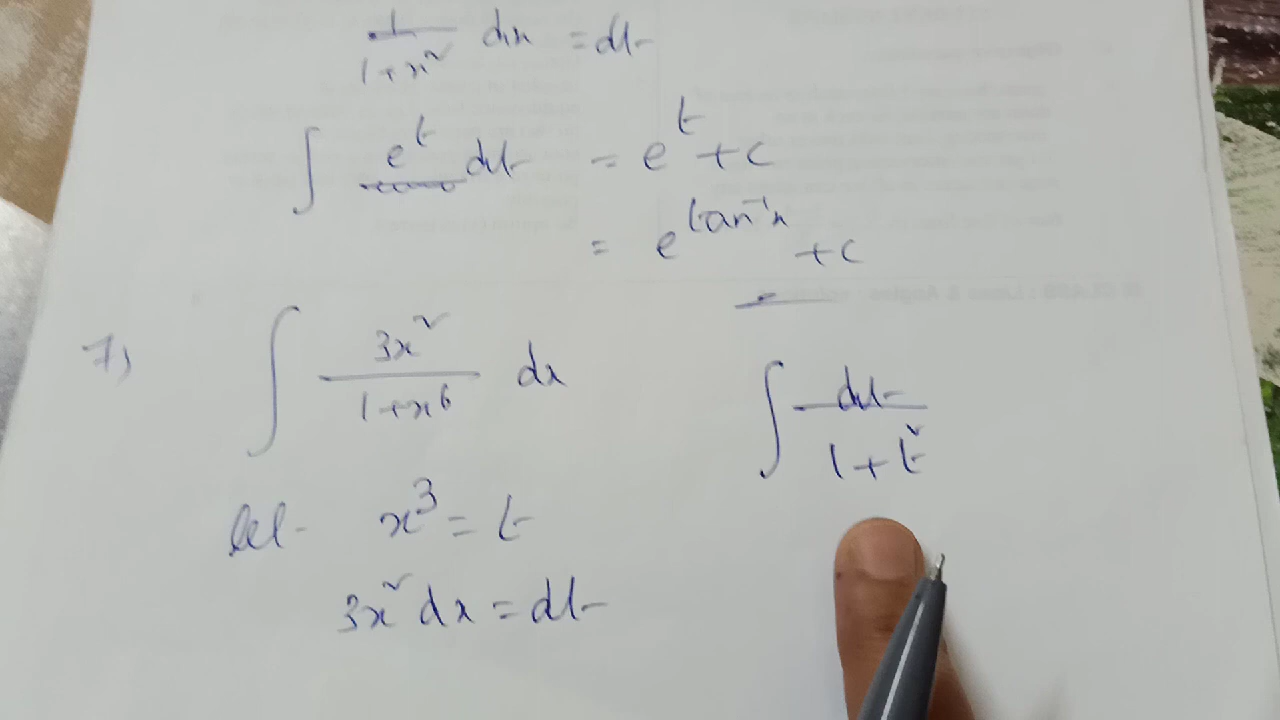 1/(1+x²) dx = dt
∫ e^t dt = e^t + c
= e^(tan⁻¹x) + c
7) ∫ 3x²/(1+x⁶) dx
∫ dt/(1+t²)
let x³ = t
3x² dx = dt